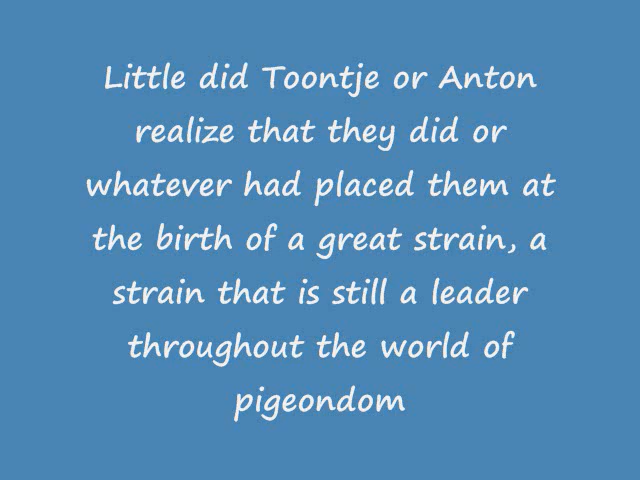 Little did Toontje or Anton
realize that they did or
whatever had placed them at
the birth of a great strain, a
strain that is still a leader
throughout the world of
pigeondom